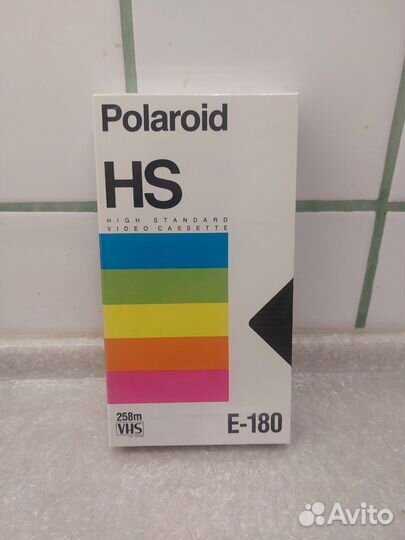 Polaroid
HS
HIGH STANDARD
VIDEO CASSETTE
258m
VHS
E-180
Avito